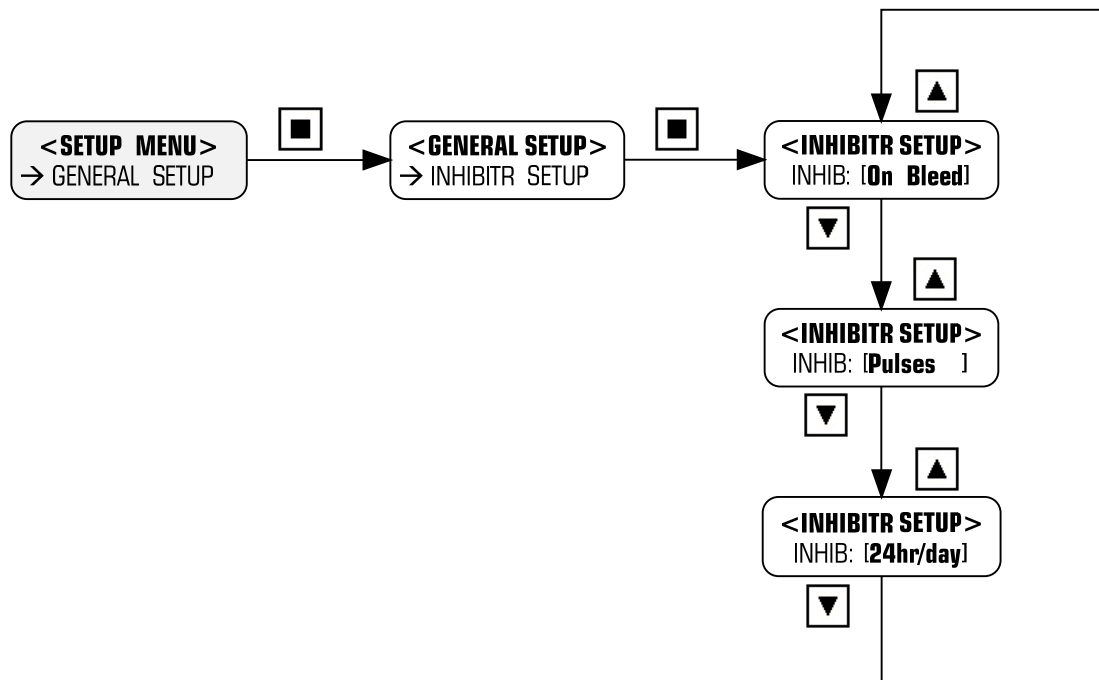 <SETUP MENU>
→ GENERAL SETUP
<GENERAL SETUP>
→ INHIBITR SETUP
<INHIBITR SETUP>
INHIB: [On Bleed]
<INHIBITR SETUP>
INHIB: [Pulses ]
<INHIBITR SETUP>
INHIB: [24hr/day]